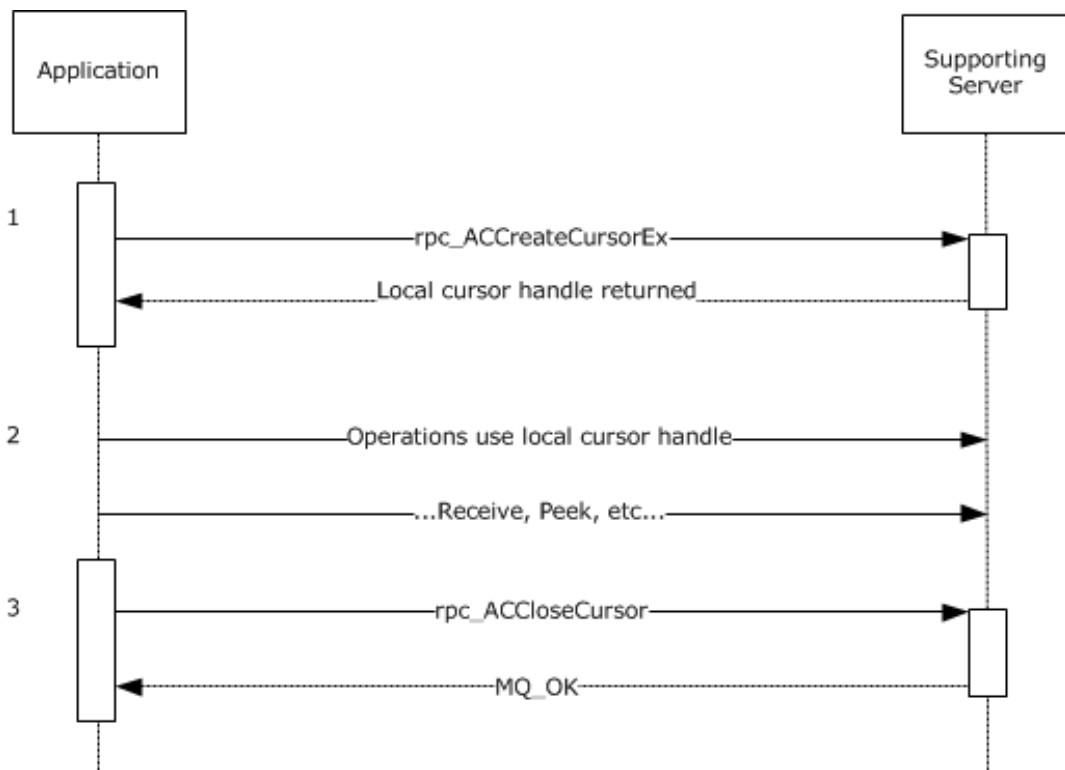 Application
Supporting
Server
1
rpc_ACCreateCursorEx
Local cursor handle returned
2
Operations use local cursor handle
...Receive, Peek, etc...
3
rpc_ACCloseCursor
MQ_OK